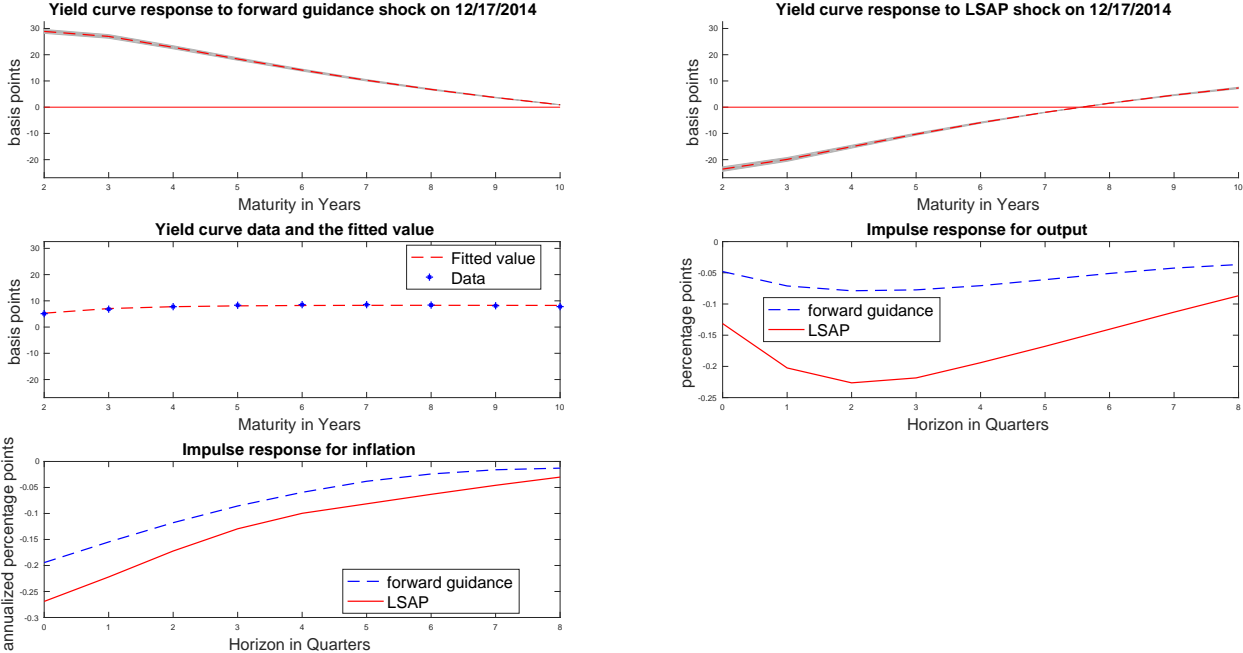 Yield curve response to forward guidance shock on 12/17/2014
30
20
10
0
-10
-20
basis points
2 3 4 5 6 7 8 9 10
Maturity in Years
Yield curve response to LSAP shock on 12/17/2014
30
20
10
0
-10
-20
basis points
2 3 4 5 6 7 8 9 10
Maturity in Years
Yield curve data and the fitted value
30
20
10
0
-10
-20
basis points
Fitted value
Data
2 3 4 5 6 7 8 9 10
Maturity in Years
Impulse response for output
0
-0.05
-0.1
-0.15
-0.2
-0.25
percentage points
forward guidance
LSAP
0 1 2 3 4 5 6 7 8
Horizon in Quarters
Impulse response for inflation
0
-0.05
-0.1
-0.15
-0.2
-0.25
-0.3
annualized percentage points
forward guidance
LSAP
0 1 2 3 4 5 6 7 8
Horizon in Quarters